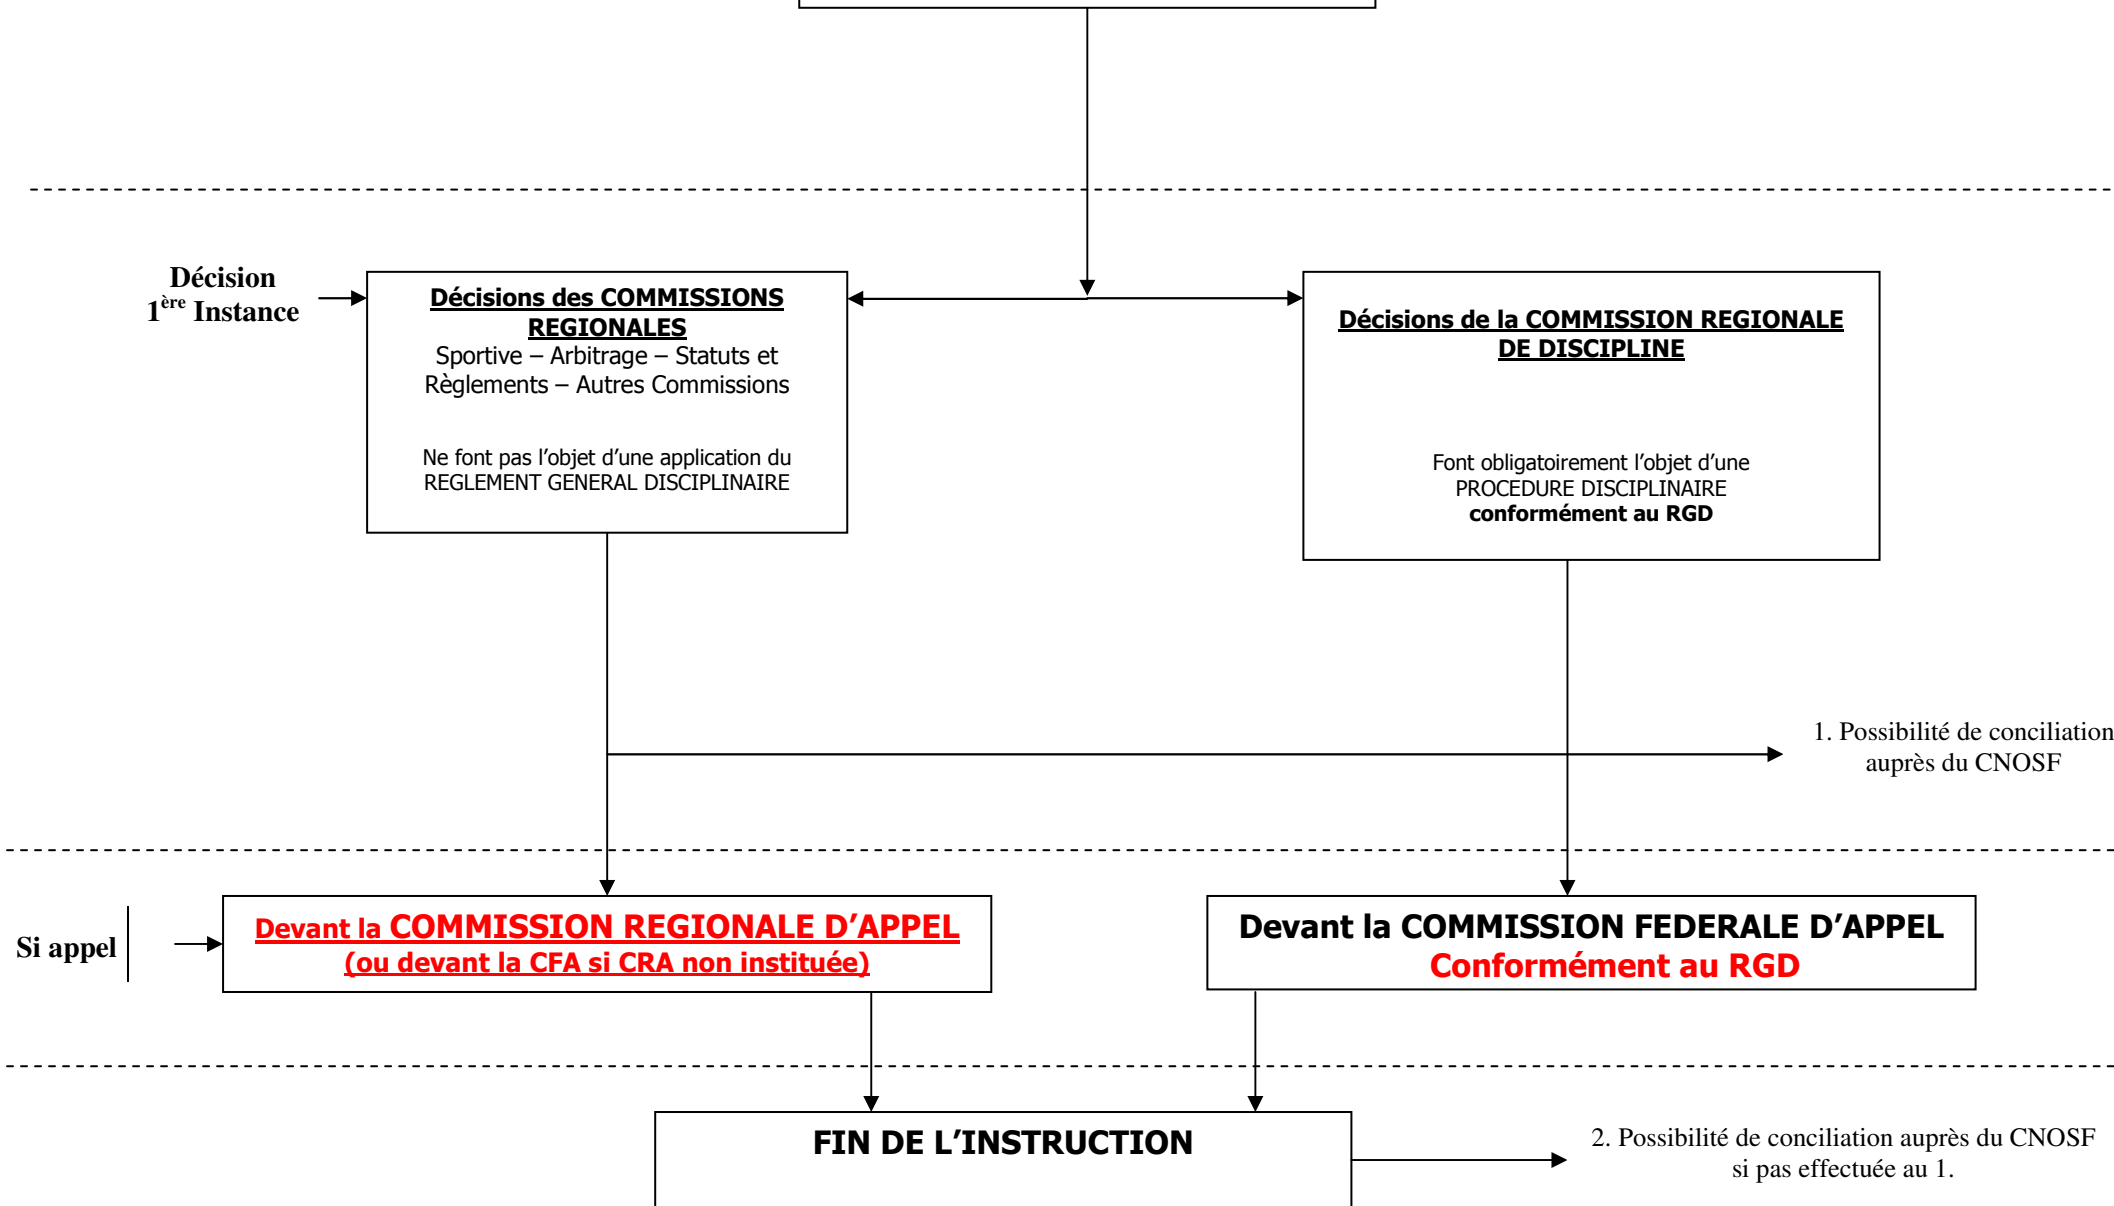 Décision
1ère Instance
Décisions des COMMISSIONS
REGIONALES
Sportive – Arbitrage – Statuts et
Règlements – Autres Commissions
Ne font pas l’objet d’une application du
REGLEMENT GENERAL DISCIPLINAIRE
Décisions de la COMMISSION REGIONALE
DE DISCIPLINE
Font obligatoirement l’objet d’une
PROCEDURE DISCIPLINAIRE
conformément au RGD
1. Possibilité de conciliation
auprès du CNOSF
Si appel
Devant la COMMISSION REGIONALE D’APPEL
(ou devant la CFA si CRA non instituée)
Devant la COMMISSION FEDERALE D’APPEL
Conformément au RGD
FIN DE L’INSTRUCTION
2. Possibilité de conciliation auprès du CNOSF
si pas effectuée au 1.